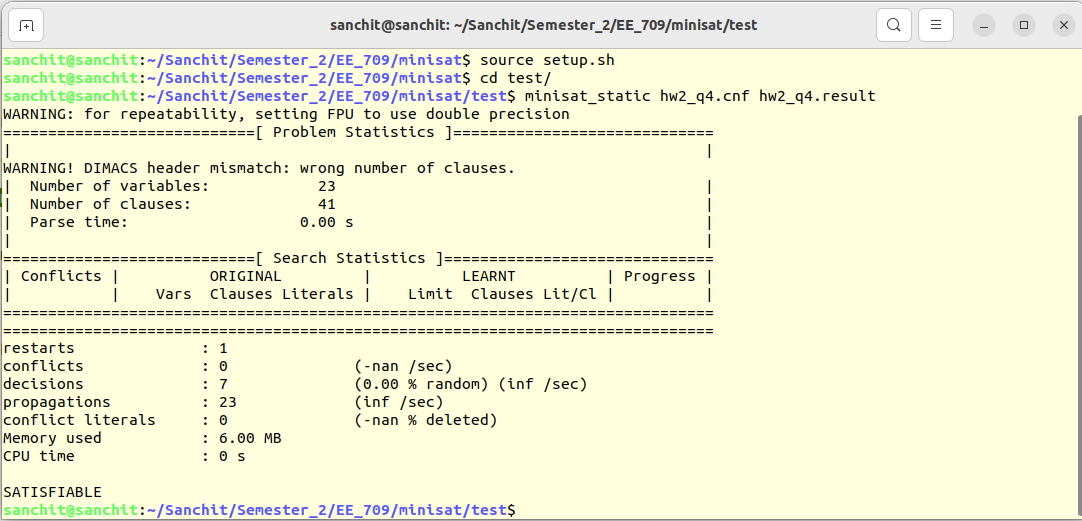 sanchit@sanchit: ~/Sanchit/Semester_2/EE_709/minisat/test
sanchit@sanchit:~/Sanchit/Semester_2/EE_709/minisat$ source setup.sh
sanchit@sanchit:~/Sanchit/Semester_2/EE_709/minisat$ cd test/
sanchit@sanchit:~/Sanchit/Semester_2/EE_709/minisat/test$ minisat_static hw2_q4.cnf hw2_q4.result
WARNING: for repeatability, setting FPU to use double precision
============================[ Problem Statistics ]=============================
|                                                                             |
WARNING! DIMACS header mismatch: wrong number of clauses.
|  Number of variables:            23                                         |
|  Number of clauses:              41                                         |
|  Parse time:                   0.00 s                                       |
|                                                                             |
============================[ Search Statistics ]==============================
| Conflicts |          ORIGINAL         |          LEARNT          | Progress |
|           |    Vars  Clauses Literals |    Limit  Clauses Lit/Cl |          |
===============================================================================
===============================================================================
restarts              : 1
conflicts             : 0              (-nan /sec)
decisions             : 7              (0.00 % random) (inf /sec)
propagations          : 23             (inf /sec)
conflict literals     : 0              (-nan % deleted)
Memory used           : 6.00 MB
CPU time              : 0 s

SATISFIABLE
sanchit@sanchit:~/Sanchit/Semester_2/EE_709/minisat/test$